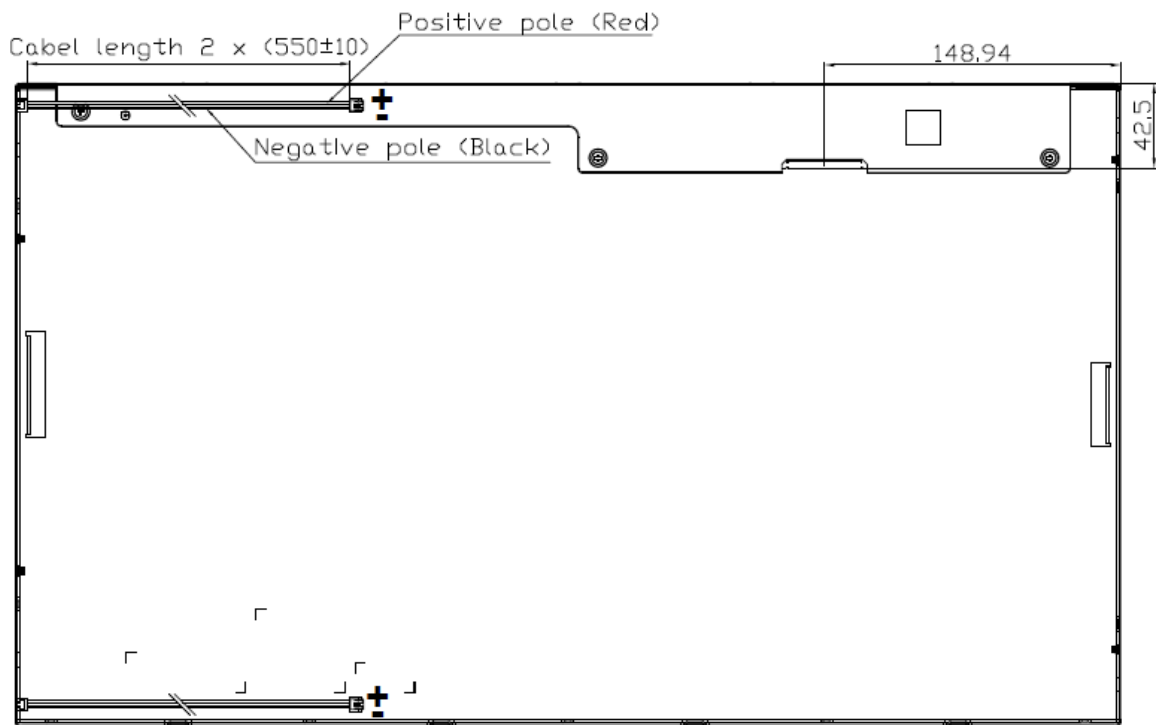 Positive pole (Red)
Cabel length 2 x (550±10)
148.94
+
-
42.5
Negative pole (Black)
+
-